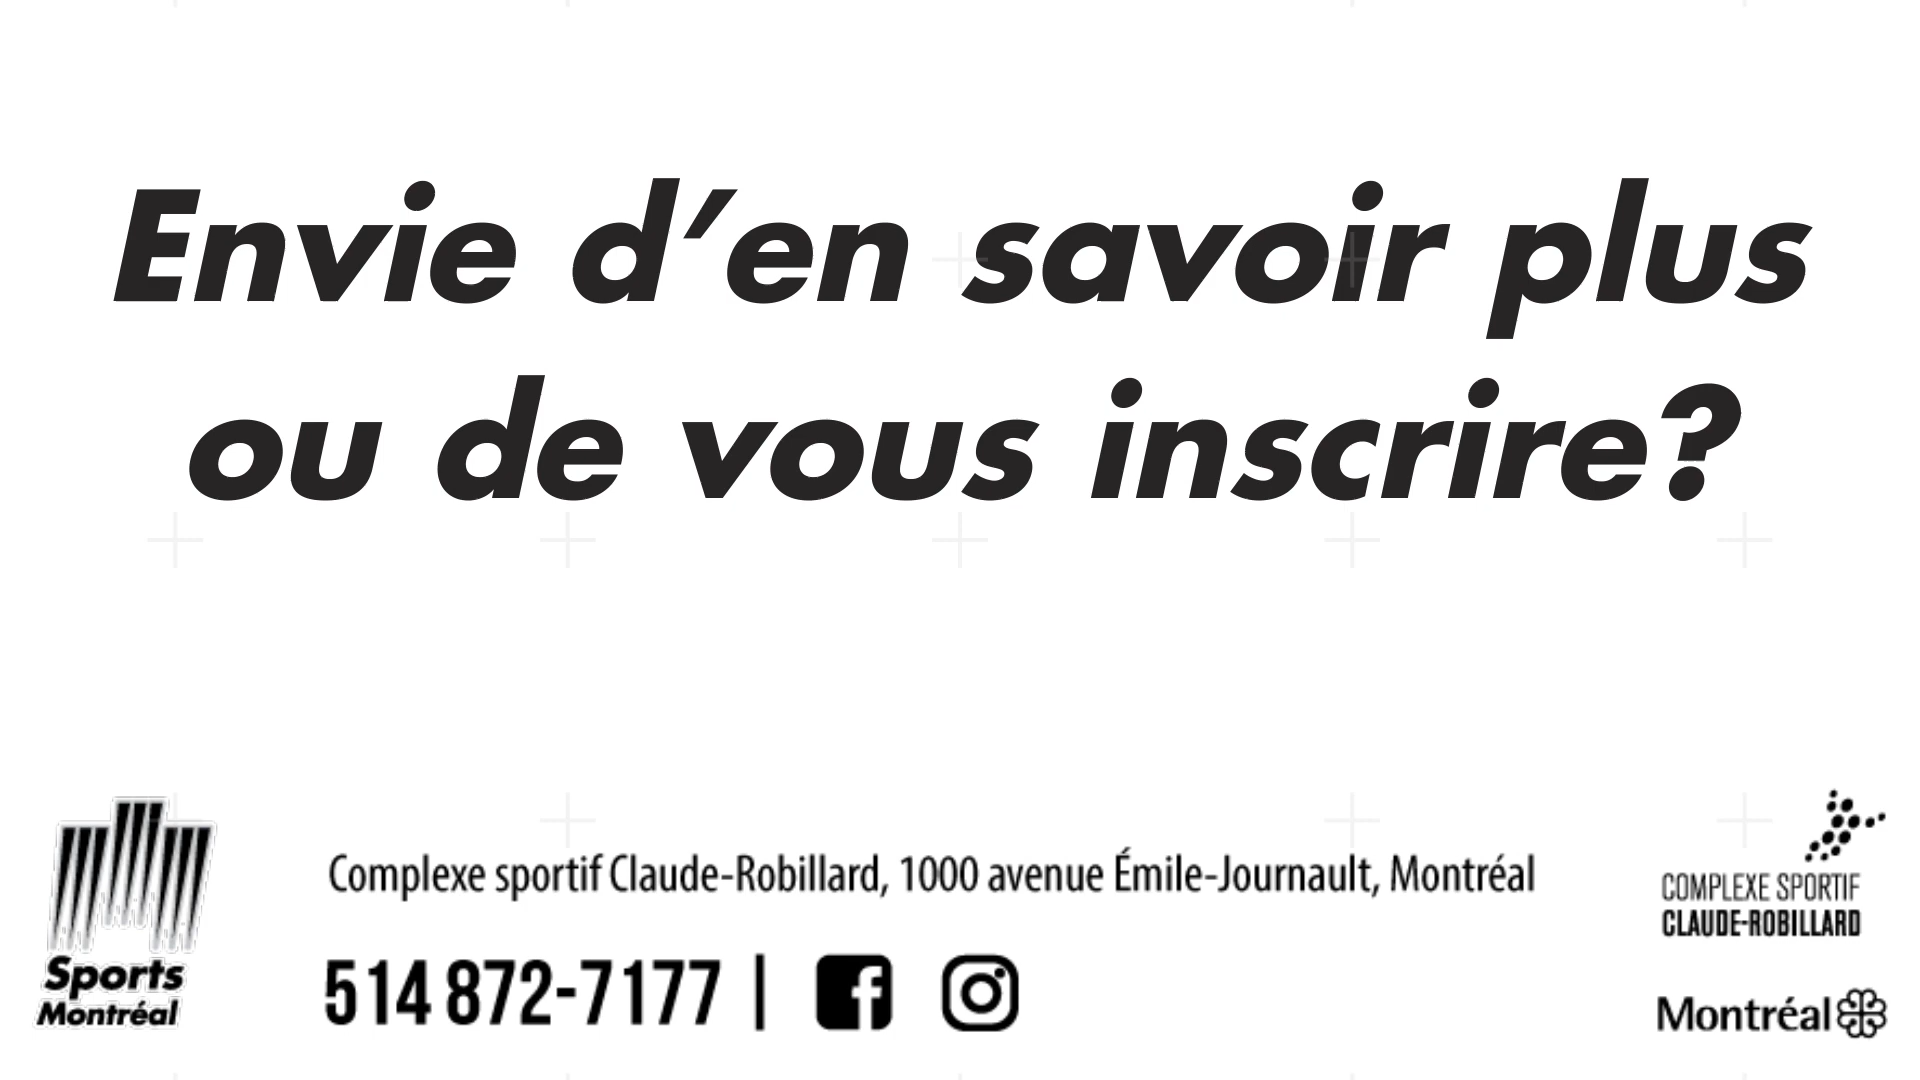 Envie d’en savoir plus
ou de vous inscrire?
Complexe sportif Claude-Robillard, 1000 avenue Émile-Journault, Montréal
514 872-7177 |
Sports
Montréal
COMPLEXE SPORTIF
CLAUDE-ROBILLARD
Montréal